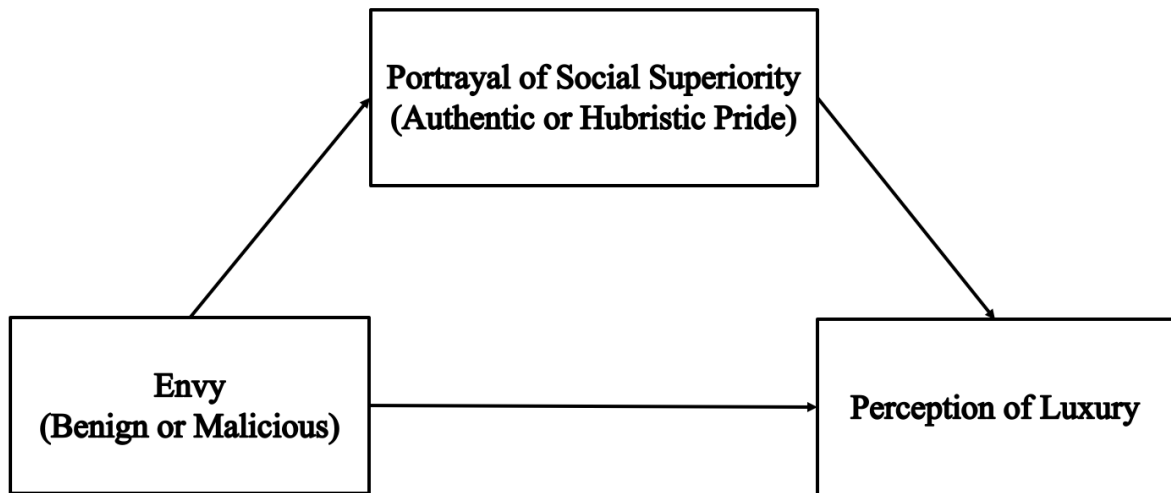 Portrayal of Social Superiority
(Authentic or Hubristic Pride)
Envy
(Benign or Malicious)
Perception of Luxury